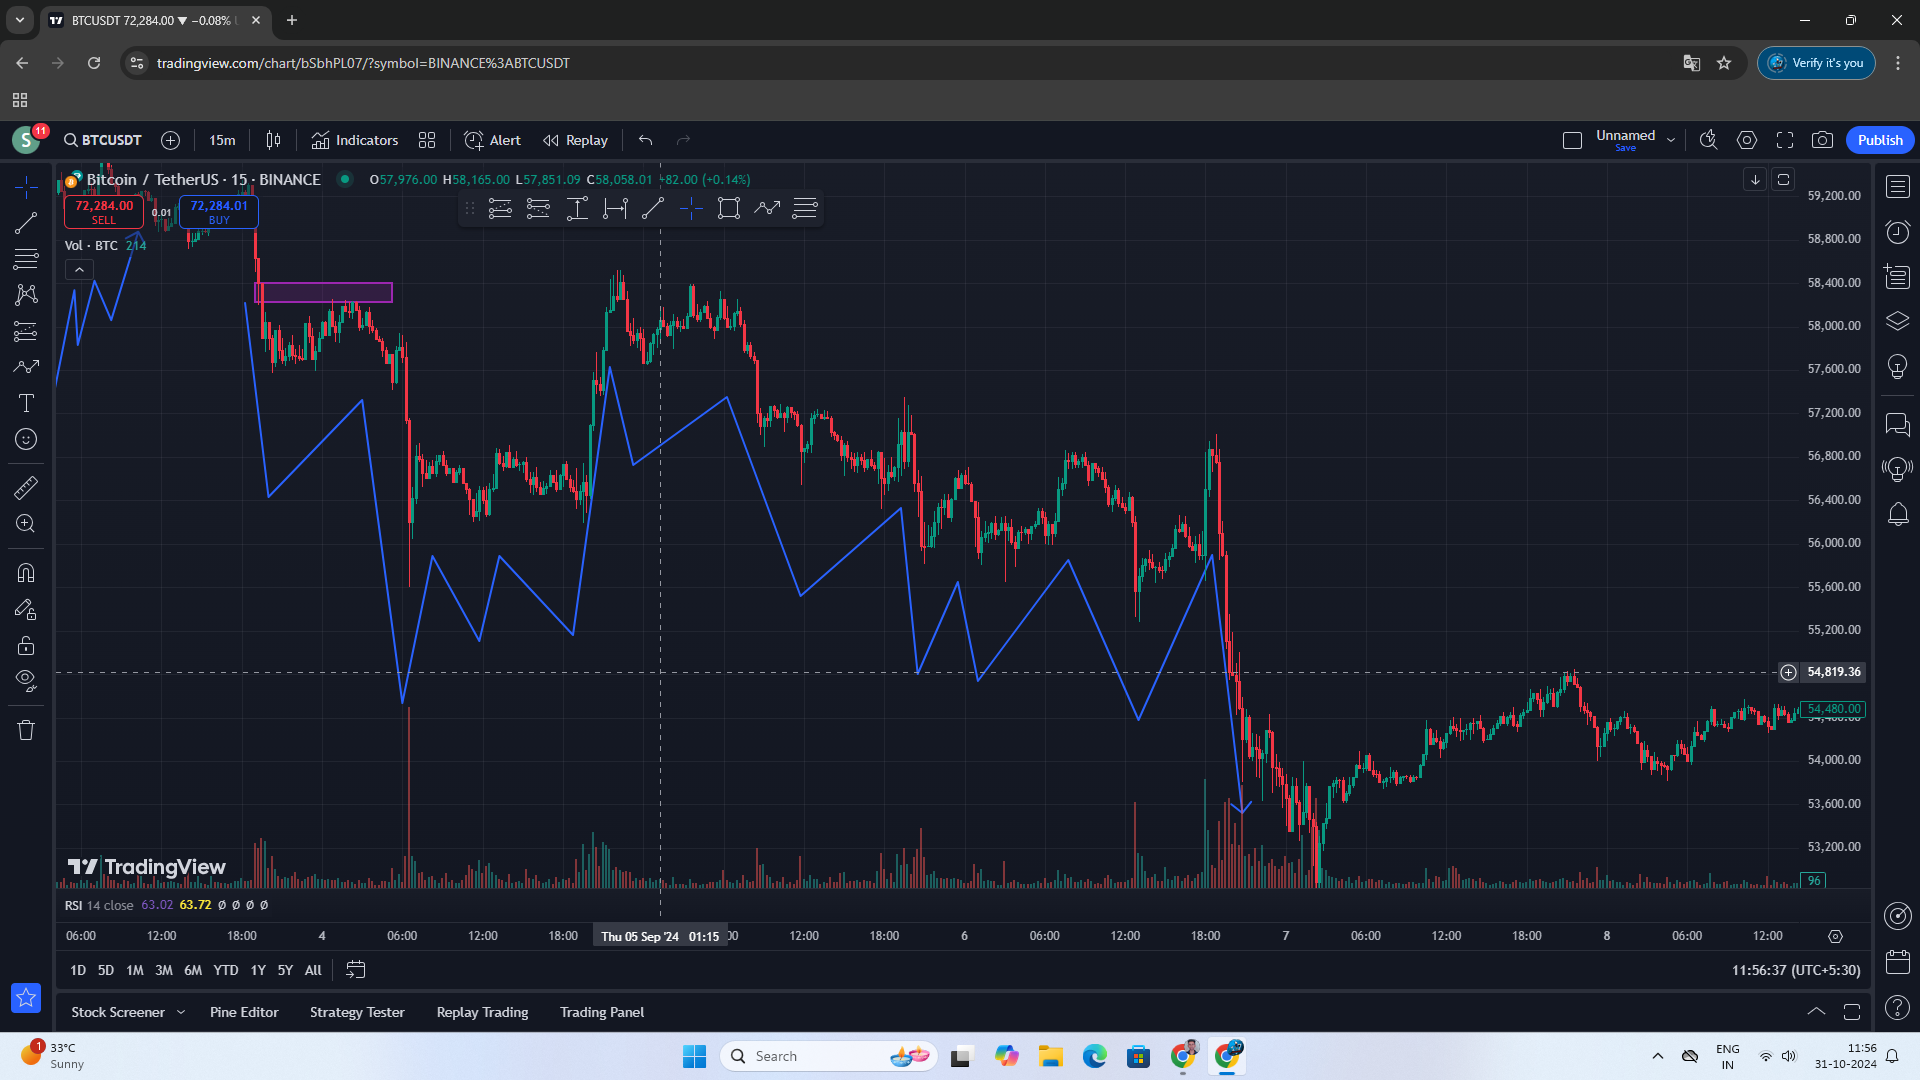 BTCUSDT 72,284.00 ▼ −0.08%
tradingview.com/chart/bSbhPL07/?symbol=BINANCE%3ABTCUSDT
Verify it's you
S 11 BTCUSDT 15m Indicators Alert Replay Unnamed Save Publish
Bitcoin / TetherUS · 15 · BINANCE O57,976.00 H58,165.00 L57,851.09 C58,058.01 +82.00 (+0.14%)
72,284.00 SELL 0.01 72,284.01 BUY
Vol · BTC 214
59,200.00
58,800.00
58,400.00
58,000.00
57,600.00
57,200.00
56,800.00
56,400.00
56,000.00
55,600.00
55,200.00
54,819.36
54,480.00
54,000.00
53,600.00
53,200.00
96
TradingView
RSI 14 close 63.02 63.72 Ø Ø Ø Ø
06:00 12:00 18:00 4 06:00 12:00 18:00 Thu 05 Sep '24 01:15 12:00 18:00 6 06:00 12:00 18:00 7 06:00 12:00 18:00 8 06:00 12:00
1D 5D 1M 3M 6M YTD 1Y 5Y All 11:56:37 (UTC+5:30)
Stock Screener Pine Editor Strategy Tester Replay Trading Trading Panel
1 33°C
Sunny
Search
ENG
IN
11:56
31-10-2024